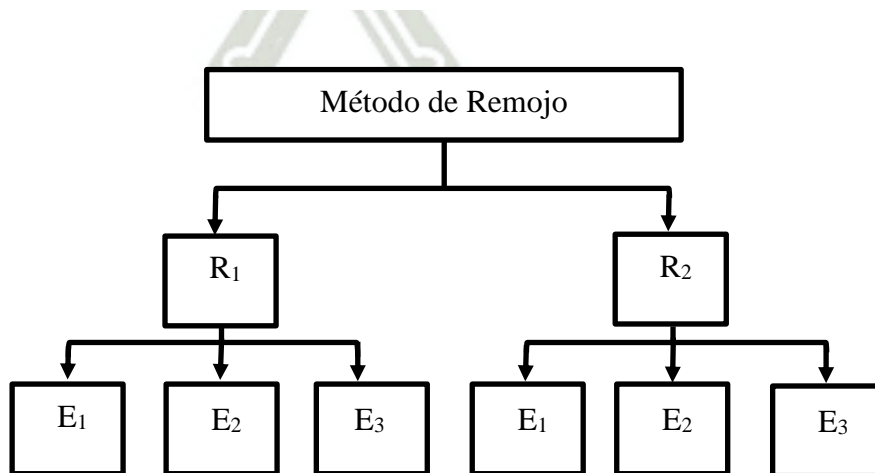 Método de Remojo
R₁ R₂
E₁ E₂ E₃ E₁ E₂ E₃